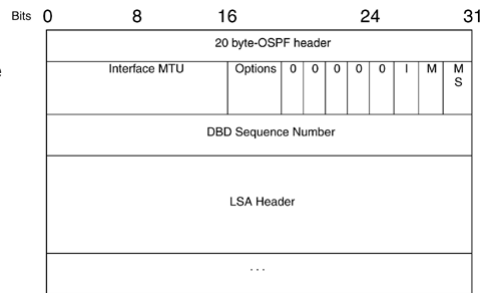 Bits 0 8 16 24 31
20 byte-OSPF header
e
Interface MTU Options 0 0 0 0 0 I M M
S
DBD Sequence Number
LSA Header
...